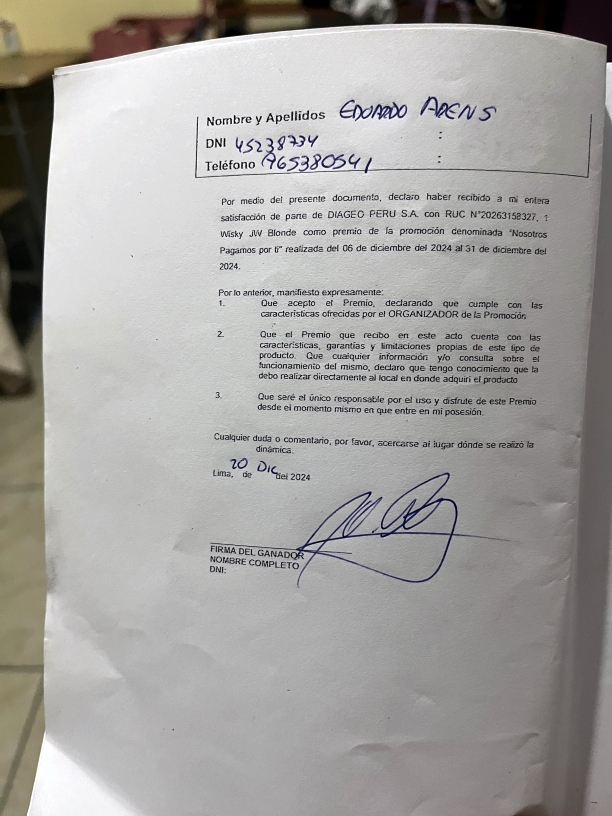 Nombre y Apellidos EDUARDO ARENS
DNI 45238734 :
Teléfono 965380541 :
Por medio del presente documento, declaro haber recibido a mi entera
satisfacción de parte de DIAGEO PERU S.A. con RUC N°20263158327, 1
Wisky JW Blonde como premio de la promoción denominada "Nosotros
Pagamos por ti" realizada del 06 de diciembre del 2024 al 31 de diciembre del
2024.
Por lo anterior, manifiesto expresamente:
1. Que acepto el Premio, declarando que cumple con las
características ofrecidas por el ORGANIZADOR de la Promoción
2. Que el Premio que recibo en este acto cuenta con las
características, garantías y limitaciones propias de este tipo de
producto. Que cualquier información y/o consulta sobre el
funcionamiento del mismo, declaro que tengo conocimiento que la
debo realizar directamente al local en donde adquirí el producto
3. Que seré el único responsable por el uso y disfrute de este Premio
desde el momento mismo en que entre en mi posesión.
Cualquier duda o comentario, por favor, acercarse al lugar dónde se realizó la
dinámica.
Lima, 20 de DIC del 2024
FIRMA DEL GANADOR
NOMBRE COMPLETO
DNI: